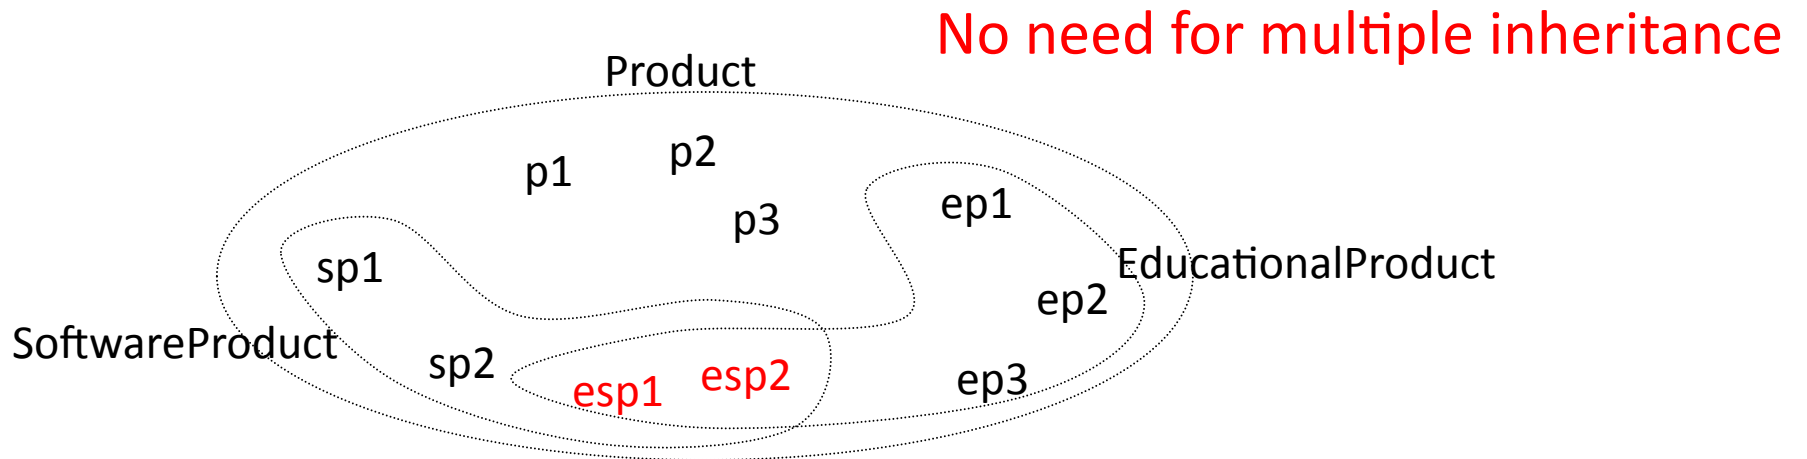 No need for multiple inheritance
Product
p1
p2
p3
ep1
sp1
EducationalProduct
ep2
SoftwareProduct
sp2
esp1
esp2
ep3